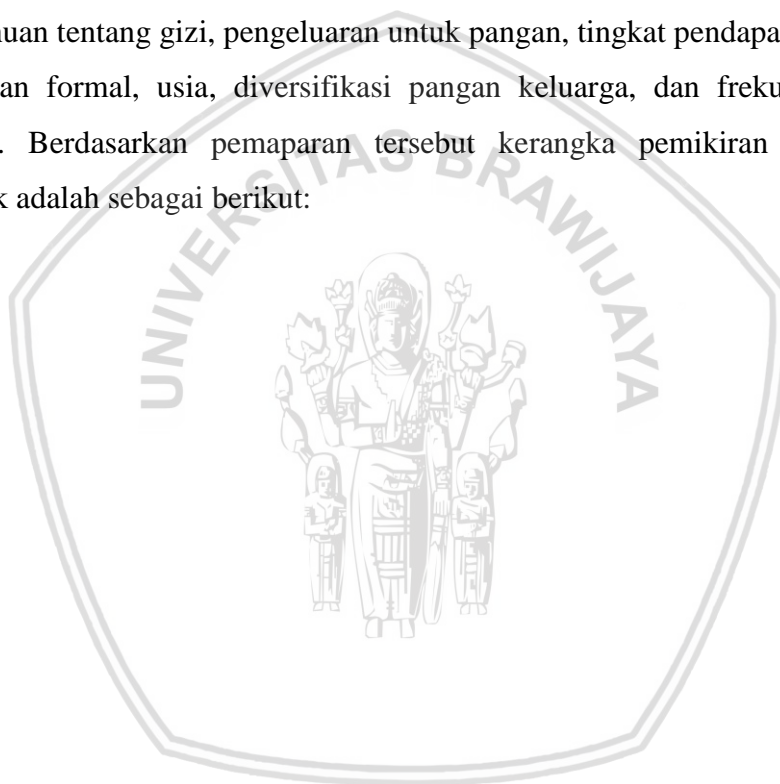 huan tentang gizi, pengeluaran untuk pangan, tingkat pendapa
an formal, usia, diversifikasi pangan keluarga, dan freku
. Berdasarkan pemaparan tersebut kerangka pemikiran
k adalah sebagai berikut:
UNIVERSITAS BRAWIJAYA